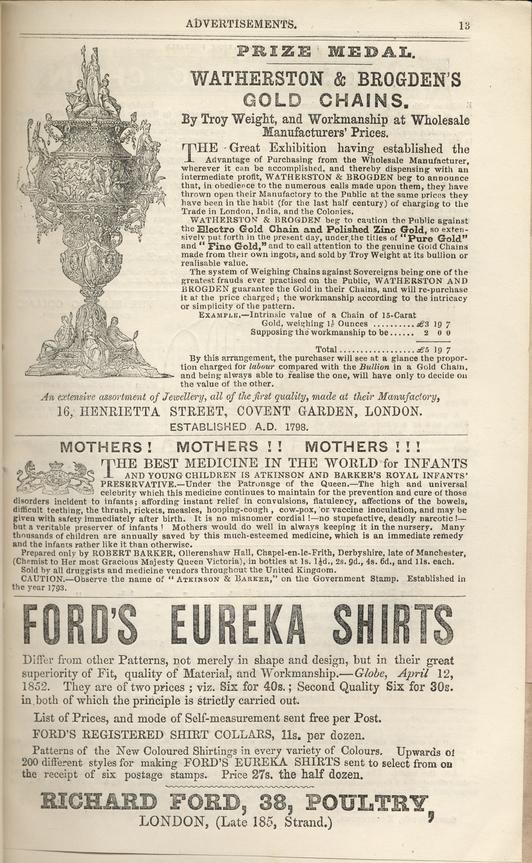 ADVERTISEMENTS. 13
PRIZE MEDAL.
WATHERSTON & BROGDEN'S
GOLD CHAINS.
By Troy Weight, and Workmanship at Wholesale
Manufacturers' Prices.
THE Great Exhibition having established the
Advantage of Purchasing from the Wholesale Manufacturer,
wherever it can be accomplished, and thereby dispensing with an
intermediate profit, WATHERSTON & BROGDEN beg to announce
that, in obedience to the numerous calls made upon them, they have
thrown open their Manufactory to the Public at the same prices they
have been in the habit (for the last half century) of charging to the
Trade in London, India, and the Colonies.
WATHERSTON & BROGDEN beg to caution the Public against
the Electro Gold Chain and Polished Zinc Gold, so exten-
sively put forth in the present day, under the titles of "Pure Gold"
and "Fine Gold," and to call attention to the genuine Gold Chains
made from their own ingots, and sold by Troy Weight at its bullion or
realisable value.
The system of Weighing Chains against Sovereigns being one of the
greatest frauds ever practised on the Public, WATHERSTON AND
BROGDEN guarantee the Gold in their Chains, and will re-purchase
it at the price charged; the workmanship according to the intricacy
or simplicity of the pattern.
EXAMPLE.—Intrinsic value of a Chain of 15-Carat
Gold, weighing 1½ Ounces .......... £3 19 7
Supposing the workmanship to be ...... 2 0 0
Total ................ £5 19 7
By this arrangement, the purchaser will see at a glance the propor-
tion charged for labour compared with the Bullion in a Gold Chain,
and being always able to realise the one, will have only to decide on
the value of the other.
An extensive assortment of Jewellery, all of the first quality, made at their Manufactory,
16, HENRIETTA STREET, COVENT GARDEN, LONDON.
ESTABLISHED A.D. 1798.
MOTHERS! MOTHERS!! MOTHERS!!!
THE BEST MEDICINE IN THE WORLD for INFANTS
AND YOUNG CHILDREN IS ATKINSON AND BARKER'S ROYAL INFANTS'
PRESERVATIVE.—Under the Patronage of the Queen.—The high and universal
celebrity which this medicine continues to maintain for the prevention and cure of those
disorders incident to infants; affording instant relief in convulsions, flatulency, affections of the bowels,
difficult teething, the thrush, rickets, measles, hooping-cough, cow-pox, or vaccine inoculation, and may be
given with safety immediately after birth. It is no misnomer cordial!—no stupefactive, deadly narcotic!—
but a veritable preserver of infants! Mothers would do well in always keeping it in the nursery. Many
thousands of children are annually saved by this much-esteemed medicine, which is an immediate remedy
and the infants rather like it than otherwise.
Prepared only by ROBERT BARKER, Ollerenshaw Hall, Chapel-en-le-Frith, Derbyshire, late of Manchester,
(Chemist to Her most Gracious Majesty Queen Victoria), in bottles at 1s. 1½d., 2s. 9d., 4s. 6d., and 11s. each.
Sold by all druggists and medicine vendors throughout the United Kingdom.
CAUTION.—Observe the name of "ATKINSON & BARKER," on the Government Stamp. Established in
the year 1793.
FORD'S EUREKA SHIRTS
Differ from other Patterns, not merely in shape and design, but in their great
superiority of Fit, quality of Material, and Workmanship.—Globe, April 12,
1852. They are of two prices; viz. Six for 40s.; Second Quality Six for 30s.
in both of which the principle is strictly carried out.
List of Prices, and mode of Self-measurement sent free per Post.
FORD'S REGISTERED SHIRT COLLARS, 11s. per dozen.
Patterns of the New Coloured Shirtings in every variety of Colours. Upwards of
200 different styles for making FORD'S EUREKA SHIRTS sent to select from on
the receipt of six postage stamps. Price 27s. the half dozen.
RICHARD FORD, 38, POULTRY,
LONDON, (Late 185, Strand.)